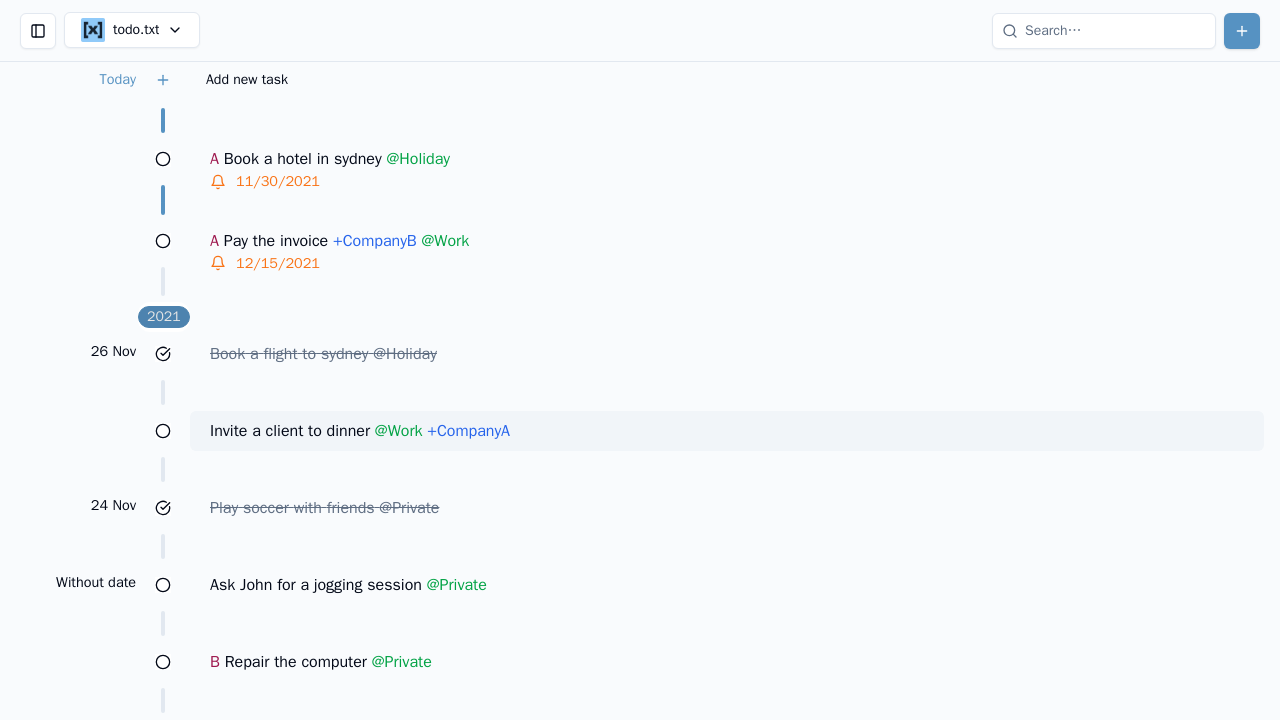 [x] todo.txt
Search…
Today
Add new task
A Book a hotel in sydney @Holiday
11/30/2021
A Pay the invoice +CompanyB @Work
12/15/2021
2021
26 Nov
Book a flight to sydney @Holiday
Invite a client to dinner @Work +CompanyA
24 Nov
Play soccer with friends @Private
Without date
Ask John for a jogging session @Private
B Repair the computer @Private